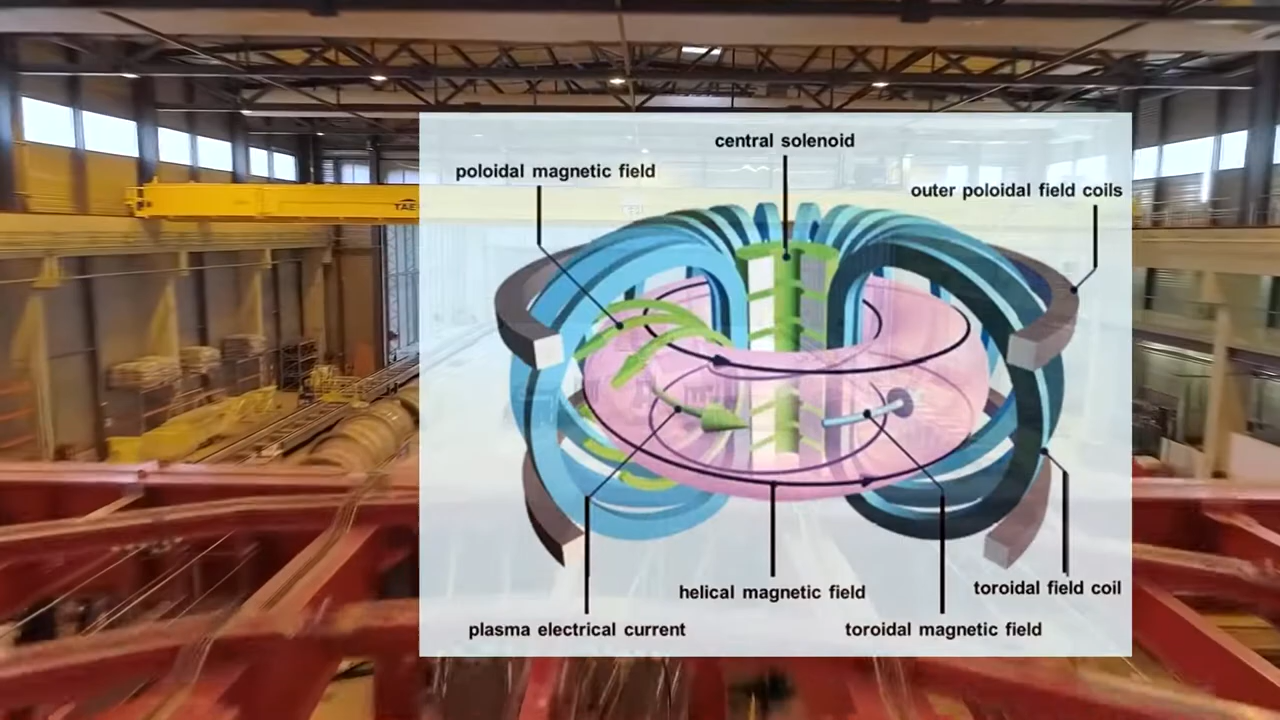 central solenoid
poloidal magnetic field
outer poloidal field coils
TAE
helical magnetic field
toroidal field coil
plasma electrical current
toroidal magnetic field